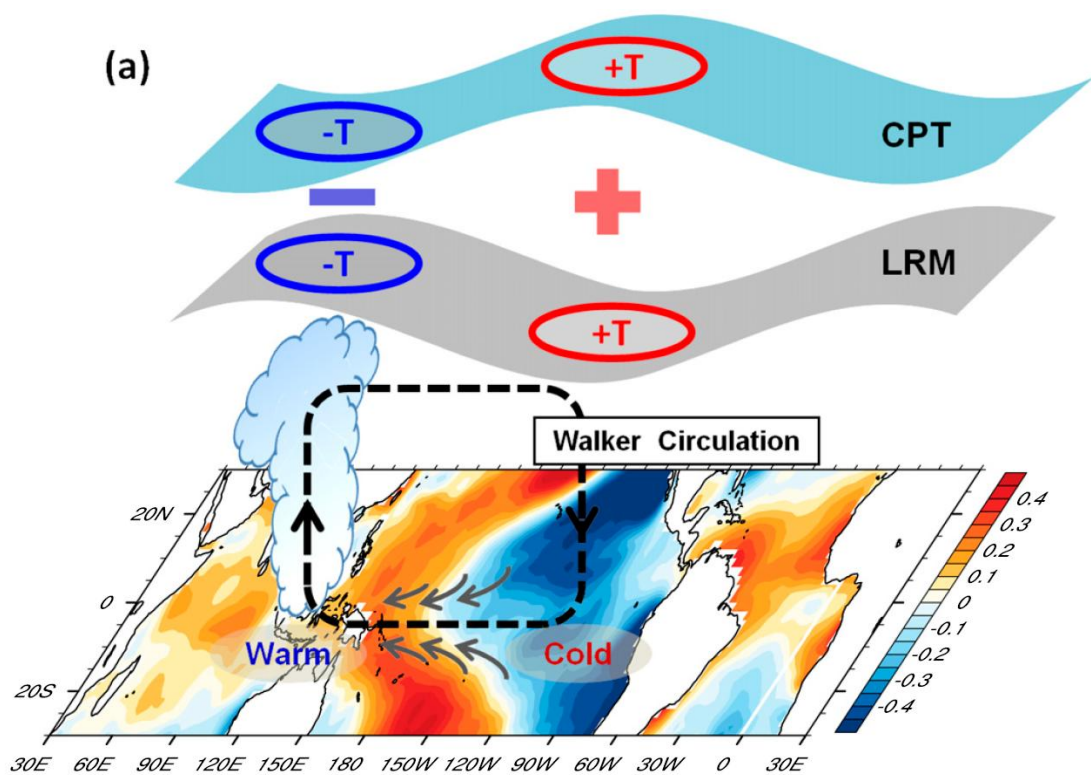 (a)
+T
-T
CPT
-T
LRM
+T
Walker Circulation
20N
0
20S
Warm
Cold
0.4
0.3
0.2
0.1
0
-0.1
-0.2
-0.3
-0.4
30E 60E 90E 120E 150E 180 150W 120W 90W 60W 30W 0 30E